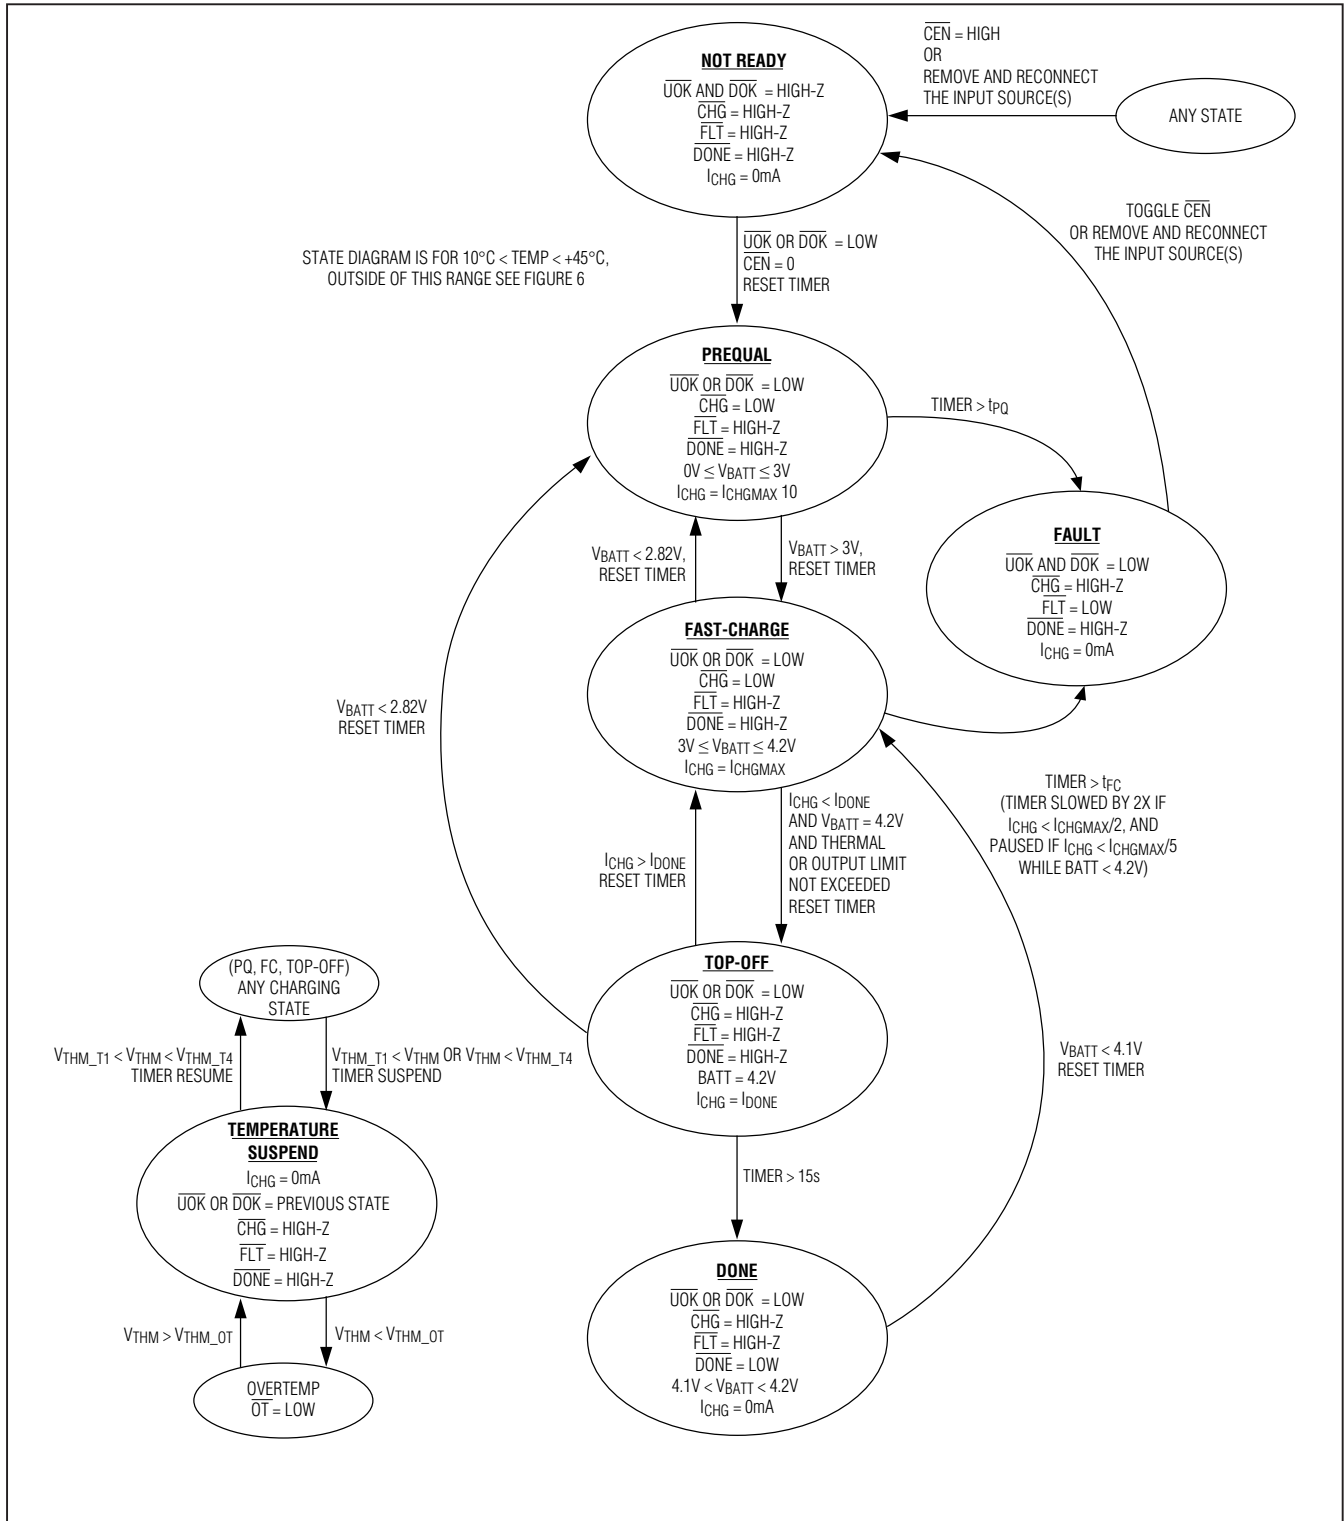 NOT READY
UOK AND DOK = HIGH-Z
CHG = HIGH-Z
FLT = HIGH-Z
DONE = HIGH-Z
ICHG = 0mA
CEN = HIGH
OR
REMOVE AND RECONNECT
THE INPUT SOURCE(S)
ANY STATE
TOGGLE CEN
OR REMOVE AND RECONNECT
THE INPUT SOURCE(S)
STATE DIAGRAM IS FOR 10°C < TEMP < +45°C,
OUTSIDE OF THIS RANGE SEE FIGURE 6
UOK OR DOK = LOW
CEN = 0
RESET TIMER
PREQUAL
UOK OR DOK = LOW
CHG = LOW
FLT = HIGH-Z
DONE = HIGH-Z
0V ≤ VBATT ≤ 3V
ICHG = ICHGMAX 10
TIMER > tPQ
VBATT < 2.82V,
RESET TIMER
VBATT > 3V,
RESET TIMER
FAULT
UOK AND DOK = LOW
CHG = HIGH-Z
FLT = LOW
DONE = HIGH-Z
ICHG = 0mA
FAST-CHARGE
UOK OR DOK = LOW
CHG = LOW
FLT = HIGH-Z
DONE = HIGH-Z
3V ≤ VBATT ≤ 4.2V
ICHG = ICHGMAX
VBATT < 2.82V
RESET TIMER
TIMER > tFC
(TIMER SLOWED BY 2X IF
ICHG < ICHGMAX/2, AND
PAUSED IF ICHG < ICHGMAX/5
WHILE BATT < 4.2V)
ICHG > IDONE
RESET TIMER
ICHG < IDONE
AND VBATT = 4.2V
AND THERMAL
OR OUTPUT LIMIT
NOT EXCEEDED
RESET TIMER
TOP-OFF
UOK OR DOK = LOW
CHG = HIGH-Z
FLT = HIGH-Z
DONE = HIGH-Z
BATT = 4.2V
ICHG = IDONE
(PQ, FC, TOP-OFF)
ANY CHARGING
STATE
VTHM_T1 < VTHM < VTHM_T4
TIMER RESUME
VTHM_T1 < VTHM OR VTHM < VTHM_T4
TIMER SUSPEND
VBATT < 4.1V
RESET TIMER
TEMPERATURE
SUSPEND
ICHG = 0mA
UOK OR DOK = PREVIOUS STATE
CHG = HIGH-Z
FLT = HIGH-Z
DONE = HIGH-Z
TIMER > 15s
DONE
UOK OR DOK = LOW
CHG = HIGH-Z
FLT = HIGH-Z
DONE = LOW
4.1V < VBATT < 4.2V
ICHG = 0mA
VTHM > VTHM_OT
VTHM < VTHM_OT
OVERTEMP
OT = LOW